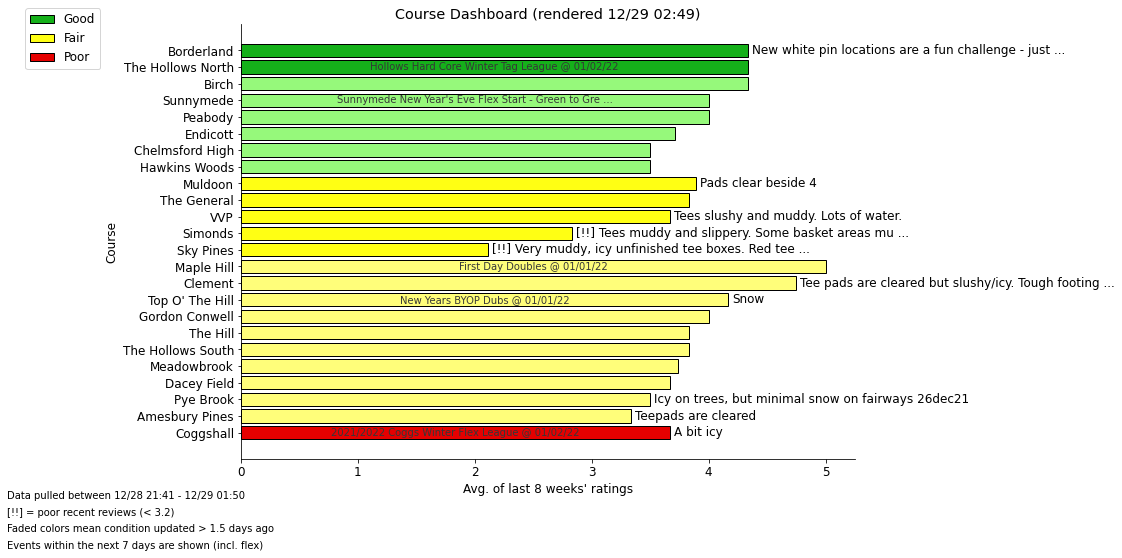 Course Dashboard (rendered 12/29 02:49)
Good
Fair
Poor
Borderland New white pin locations are a fun challenge - just ...
The Hollows North Hollows Hard Core Winter Tag League @ 01/02/22
Birch
Sunnymede Sunnymede New Year's Eve Flex Start - Green to Gre ...
Peabody
Endicott
Chelmsford High
Hawkins Woods
Muldoon Pads clear beside 4
The General
VVP Tees slushy and muddy. Lots of water.
Simonds [!!] Tees muddy and slippery. Some basket areas mu ...
Sky Pines [!!] Very muddy, icy unfinished tee boxes. Red tee ...
Maple Hill First Day Doubles @ 01/01/22
Clement Tee pads are cleared but slushy/icy. Tough footing ...
Top O' The Hill New Years BYOP Dubs @ 01/01/22 Snow
Gordon Conwell
The Hill
The Hollows South
Meadowbrook
Dacey Field
Pye Brook Icy on trees, but minimal snow on fairways 26dec21
Amesbury Pines Teepads are cleared
Coggshall 2021/2022 Coggs Winter Flex League @ 01/02/22 A bit icy
Course
0 1 2 3 4 5
Avg. of last 8 weeks' ratings
Data pulled between 12/28 21:41 - 12/29 01:50
[!!] = poor recent reviews (< 3.2)
Faded colors mean condition updated > 1.5 days ago
Events within the next 7 days are shown (incl. flex)